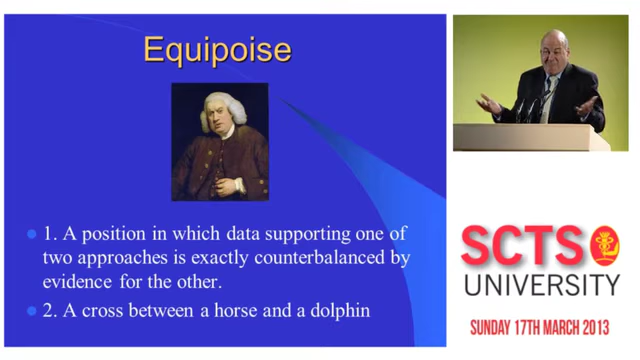 Equipoise
1. A position in which data supporting one of
two approaches is exactly counterbalanced by
evidence for the other.
2. A cross between a horse and a dolphin
SCTS
UNIVERSITY
SUNDAY 17TH MARCH 2013